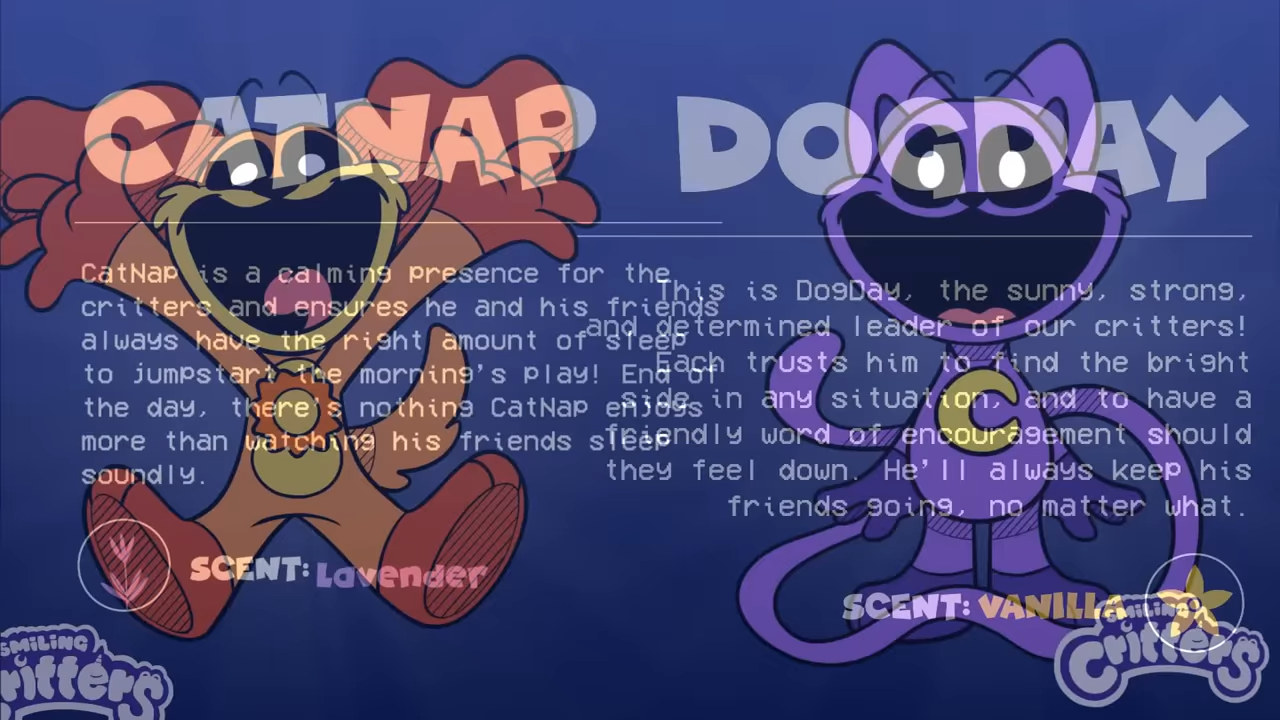 CATNAP
CatNap is a calming presence for the
critters and ensures he and his friends
always have the right amount of sleep
to jumpstart the morning's play! End of
the day, there's nothing CatNap enjoys
more than watching his friends sleep
soundly.
SCENT: Lavender
SMILING
Critters
DOGDAY
This is DogDay, the sunny, strong,
and determined leader of our critters!
Each trusts him to find the bright
side in any situation, and to have a
friendly word of encouragement should
they feel down. He'll always keep his
friends going, no matter what.
C
SCENT: VANILLA
SMILING
Critters